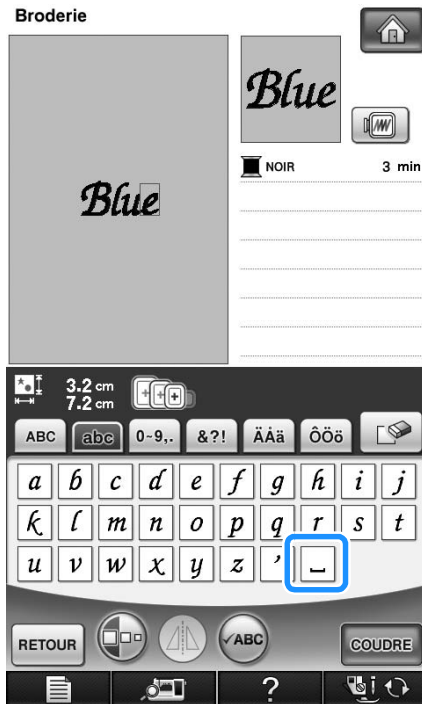 Broderie
Blue
Blue
NOIR 3 min
3.2 cm
7.2 cm
ABC abc 0~9,. &?! ÄÅä ÔÖö
a b c d e f g h i j
k l m n o p q r s t
u v w x y z ' ⎵
RETOUR ✓ABC COUDRE
?